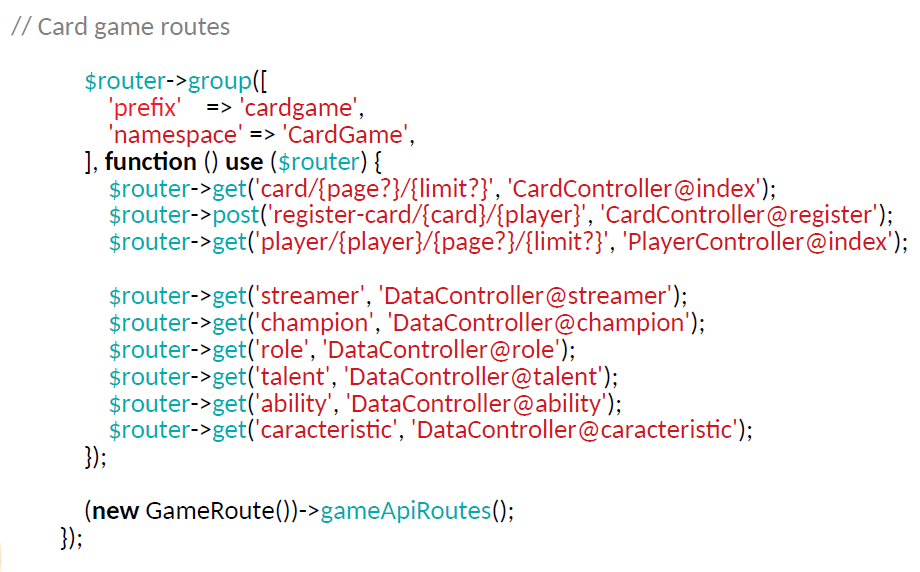 // Card game routes
$router->group([
'prefix' => 'cardgame',
'namespace' => 'CardGame',
], function () use ($router) {
$router->get('card/{page?}/{limit?}', 'CardController@index');
$router->post('register-card/{card}/{player}', 'CardController@register');
$router->get('player/{player}/{page?}/{limit?}', 'PlayerController@index');
$router->get('streamer', 'DataController@streamer');
$router->get('champion', 'DataController@champion');
$router->get('role', 'DataController@role');
$router->get('talent', 'DataController@talent');
$router->get('ability', 'DataController@ability');
$router->get('caracteristic', 'DataController@caracteristic');
});
(new GameRoute())->gameApiRoutes();
});